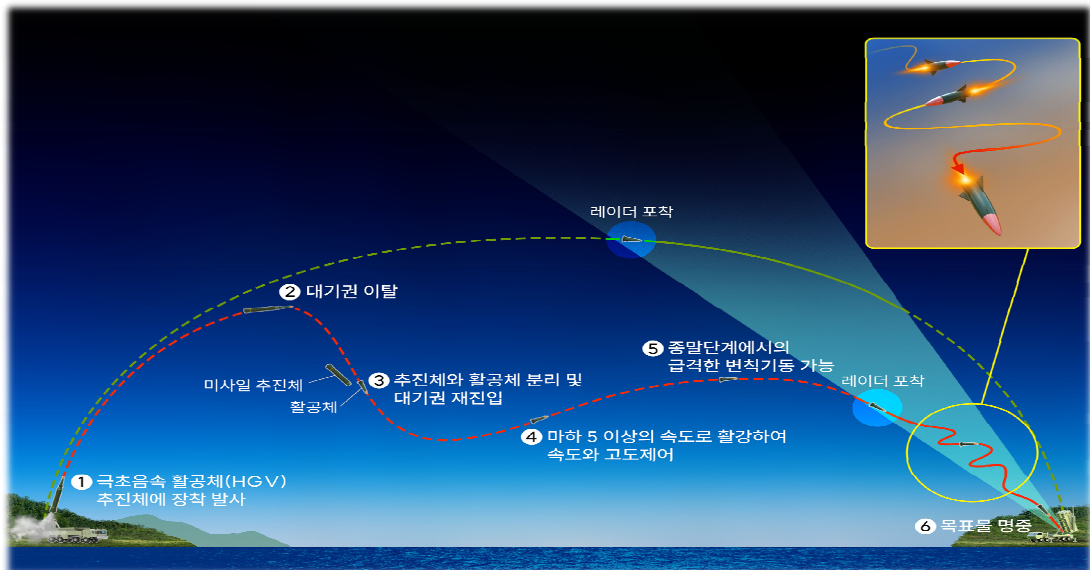 레이더 포착
② 대기권 이탈
⑤ 종말단계에서의
급격한 변칙기동 가능
미사일 추진체
활공체
③ 추진체와 활공체 분리 및
대기권 재진입
레이더 포착
④ 마하 5 이상의 속도로 활강하여
속도와 고도제어
① 극초음속 활공체(HGV)
추진체에 장착 발사
⑥ 목표물 명중